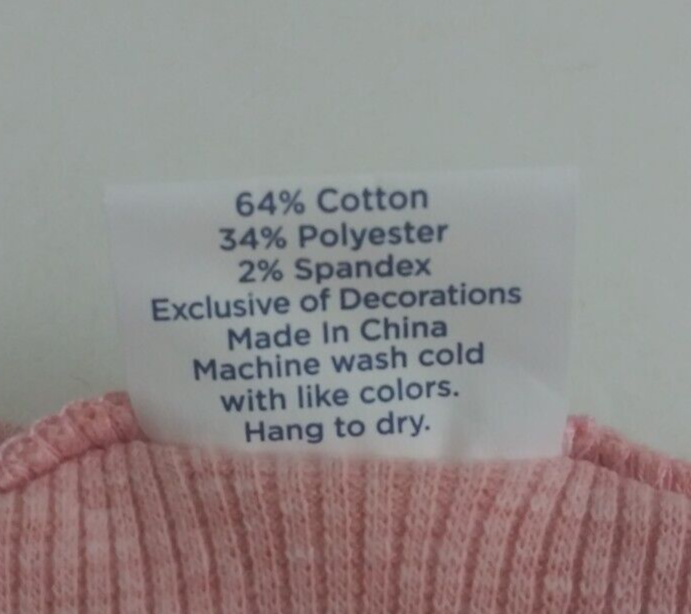 64% Cotton
34% Polyester
2% Spandex
Exclusive of Decorations
Made In China
Machine wash cold
with like colors.
Hang to dry.